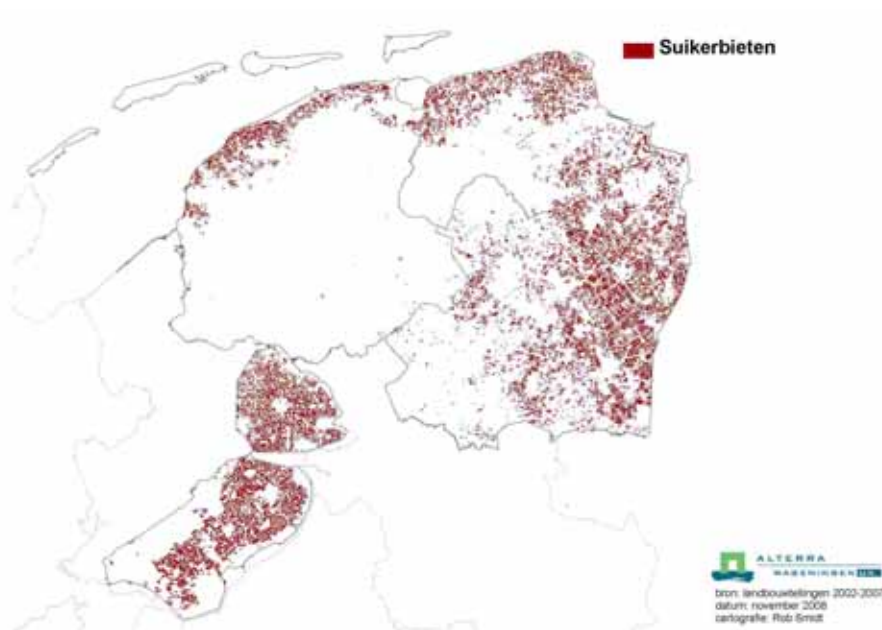 Suikerbieten
ALTERRA
WAGENINGEN UR
bron: landbouwtellingen 2002-2007
datum: november 2008
cartografie: Rob Smidt